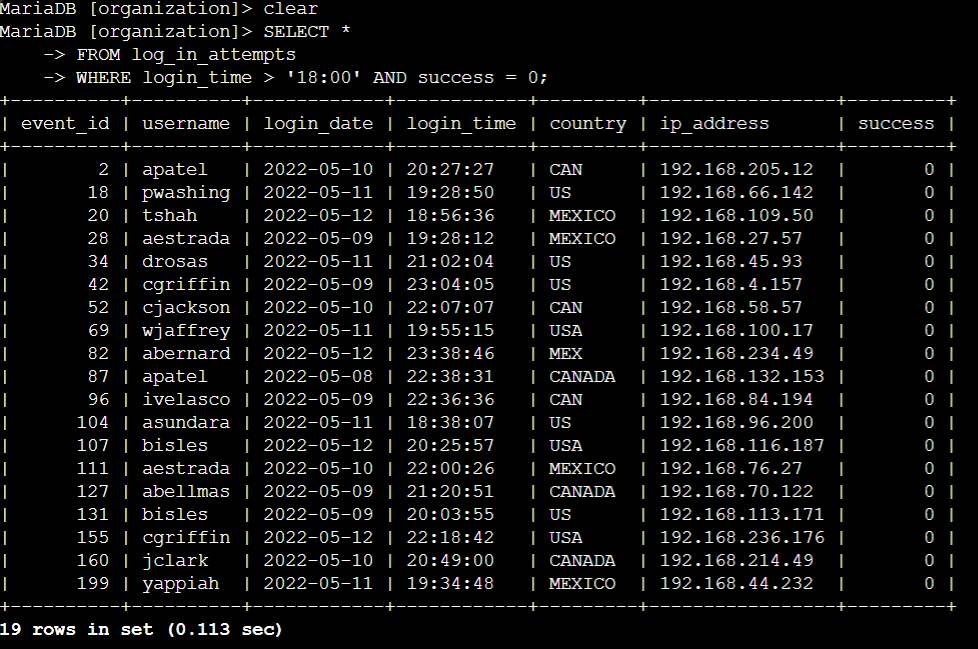 MariaDB [organization]> clear
MariaDB [organization]> SELECT *
    -> FROM log_in_attempts
    -> WHERE login_time > '18:00' AND success = 0;
+----------+----------+------------+------------+---------+-----------------+---------+
| event_id | username | login_date | login_time | country | ip_address      | success |
+----------+----------+------------+------------+---------+-----------------+---------+
|        2 | apatel   | 2022-05-10 | 20:27:27   | CAN     | 192.168.205.12  |       0 |
|       18 | pwashing | 2022-05-11 | 19:28:50   | US      | 192.168.66.142  |       0 |
|       20 | tshah    | 2022-05-12 | 18:56:36   | MEXICO  | 192.168.109.50  |       0 |
|       28 | aestrada | 2022-05-09 | 19:28:12   | MEXICO  | 192.168.27.57   |       0 |
|       34 | drosas   | 2022-05-11 | 21:02:04   | US      | 192.168.45.93   |       0 |
|       42 | cgriffin | 2022-05-09 | 23:04:05   | US      | 192.168.4.157   |       0 |
|       52 | cjackson | 2022-05-10 | 22:07:07   | CAN     | 192.168.58.57   |       0 |
|       69 | wjaffrey | 2022-05-11 | 19:55:15   | USA     | 192.168.100.17  |       0 |
|       82 | abernard | 2022-05-12 | 23:38:46   | MEX     | 192.168.234.49  |       0 |
|       87 | apatel   | 2022-05-08 | 22:38:31   | CANADA  | 192.168.132.153 |       0 |
|       96 | ivelasco | 2022-05-09 | 22:36:36   | CAN     | 192.168.84.194  |       0 |
|      104 | asundara | 2022-05-11 | 18:38:07   | US      | 192.168.96.200  |       0 |
|      107 | bisles   | 2022-05-12 | 20:25:57   | USA     | 192.168.116.187 |       0 |
|      111 | aestrada | 2022-05-10 | 22:00:26   | MEXICO  | 192.168.76.27   |       0 |
|      127 | abellmas | 2022-05-09 | 21:20:51   | CANADA  | 192.168.70.122  |       0 |
|      131 | bisles   | 2022-05-09 | 20:03:55   | US      | 192.168.113.171 |       0 |
|      155 | cgriffin | 2022-05-12 | 22:18:42   | USA     | 192.168.236.176 |       0 |
|      160 | jclark   | 2022-05-10 | 20:49:00   | CANADA  | 192.168.214.49  |       0 |
|      199 | yappiah  | 2022-05-11 | 19:34:48   | MEXICO  | 192.168.44.232  |       0 |
+----------+----------+------------+------------+---------+-----------------+---------+
19 rows in set (0.113 sec)